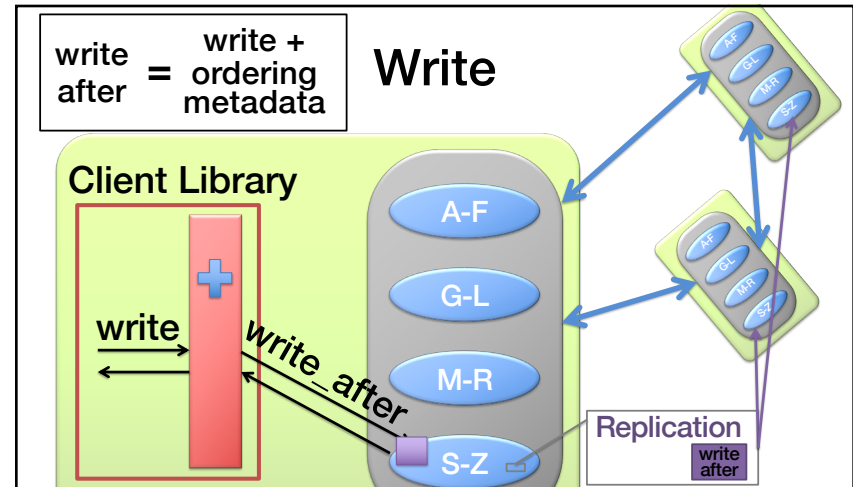 write
after
=
write +
ordering
metadata
Write
Client Library
write
write_after
A-F
G-L
M-R
S-Z
A-F
G-L
M-R
S-Z
A-F
G-L
M-R
S-Z
Replication
write
after